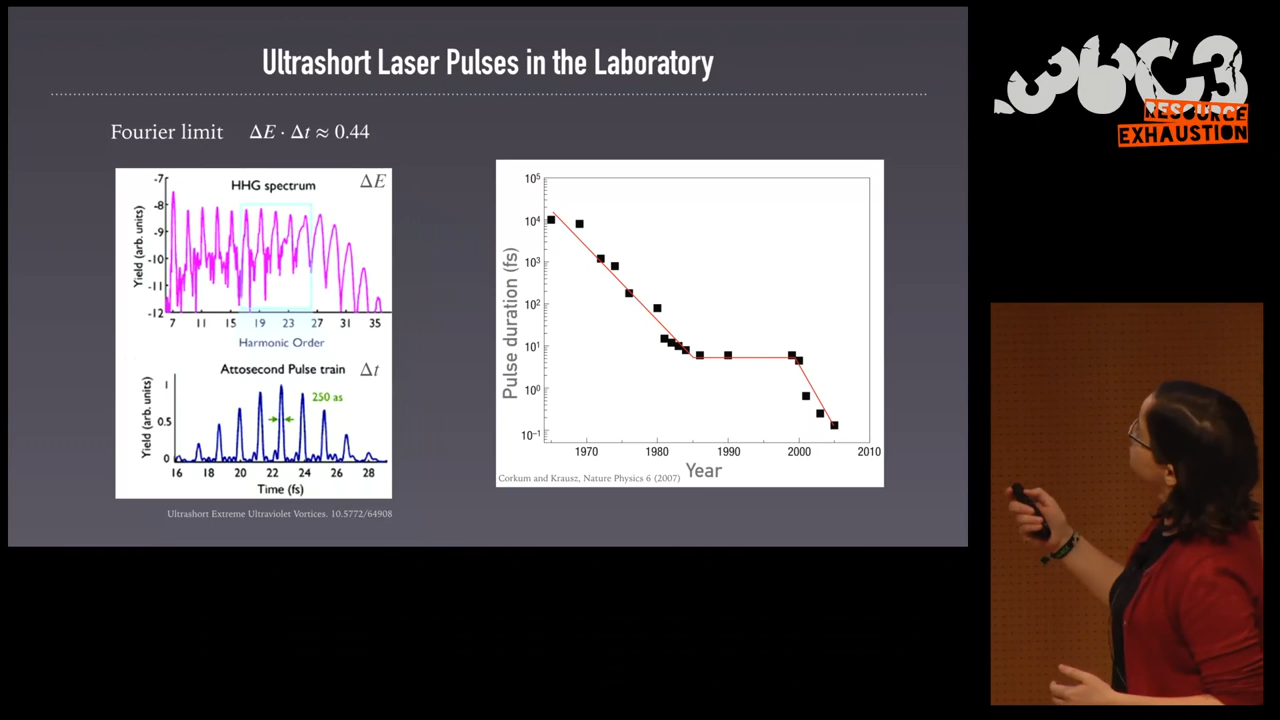 Ultrashort Laser Pulses in the Laboratory
Fourier limit ΔE · Δt ≈ 0.44
HHG spectrum
ΔE
Yield (arb. units)
-7
-8
-9
-10
-11
-12
7 11 15 19 23 27 31 35
Harmonic Order
Attosecond Pulse train
Δt
250 as
Yield (arb. units)
1
0.5
0
16 18 20 22 24 26 28
Time (fs)
Ultrashort Extreme Ultraviolet Vortices. 10.5772/64908
Pulse duration (fs)
10⁵
10⁴
10³
10²
10¹
10⁰
10⁻¹
1970 1980 1990 2000 2010
Year
Corkum and Krausz, Nature Physics 6 (2007)
36C3
RESOURCE
EXHAUSTION